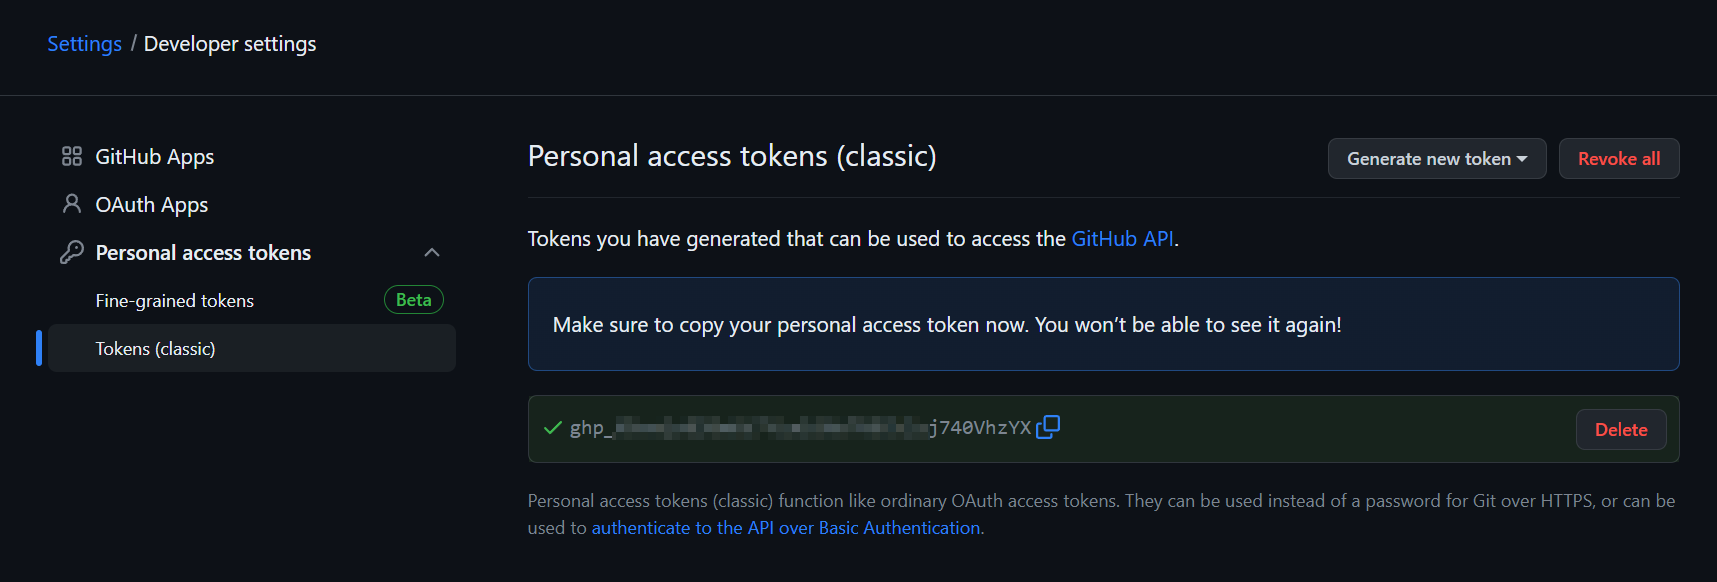 Settings / Developer settings
GitHub Apps
OAuth Apps
Personal access tokens
Fine-grained tokens Beta
Tokens (classic)
Personal access tokens (classic)
Generate new token
Revoke all
Tokens you have generated that can be used to access the GitHub API.
Make sure to copy your personal access token now. You won’t be able to see it again!
ghp_ j740VhzYX
Delete
Personal access tokens (classic) function like ordinary OAuth access tokens. They can be used instead of a password for Git over HTTPS, or can be
used to authenticate to the API over Basic Authentication.